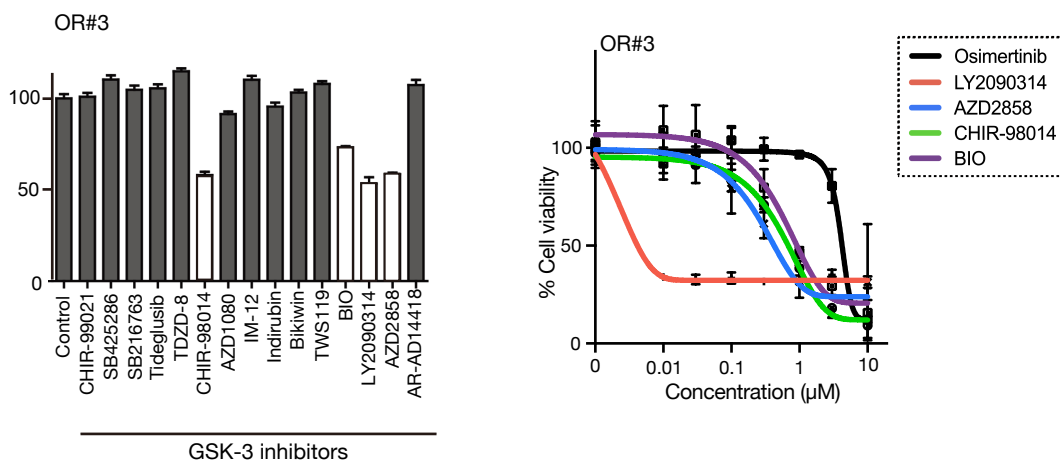 OR#3
100
50
0
Control
CHIR-99021
SB425286
SB216763
Tideglusib
TDZD-8
CHIR-98014
AZD1080
IM-12
Indirubin
Bikiwin
TWS119
BIO
LY2090314
AZD2858
AR-AD14418
GSK-3 inhibitors
OR#3
% Cell viability
100
50
0
0
0.01
0.1
1
10
Concentration (μM)
Osimertinib
LY2090314
AZD2858
CHIR-98014
BIO